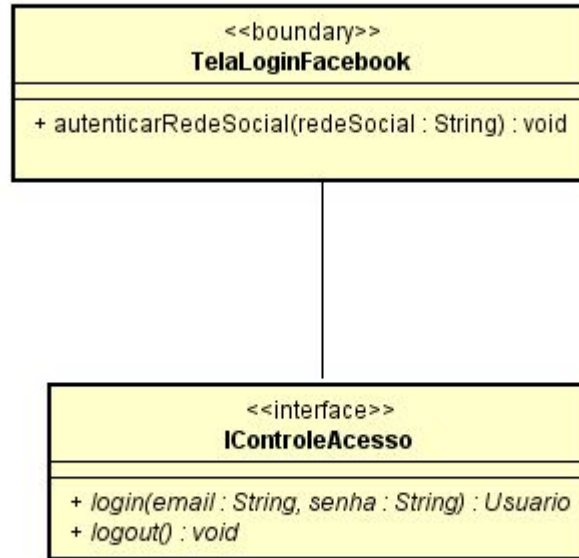 <<boundary>>
TelaLoginFacebook
+ autenticarRedeSocial(redeSocial : String) : void
<<interface>>
IControleAcesso
+ login(email : String, senha : String) : Usuario
+ logout() : void